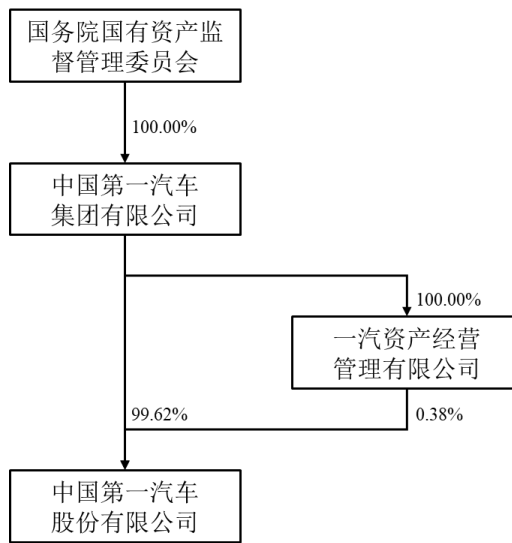 国务院国有资产监
督管理委员会
100.00%
中国第一汽车
集团有限公司
100.00%
一汽资产经营
管理有限公司
99.62%
0.38%
中国第一汽车
股份有限公司